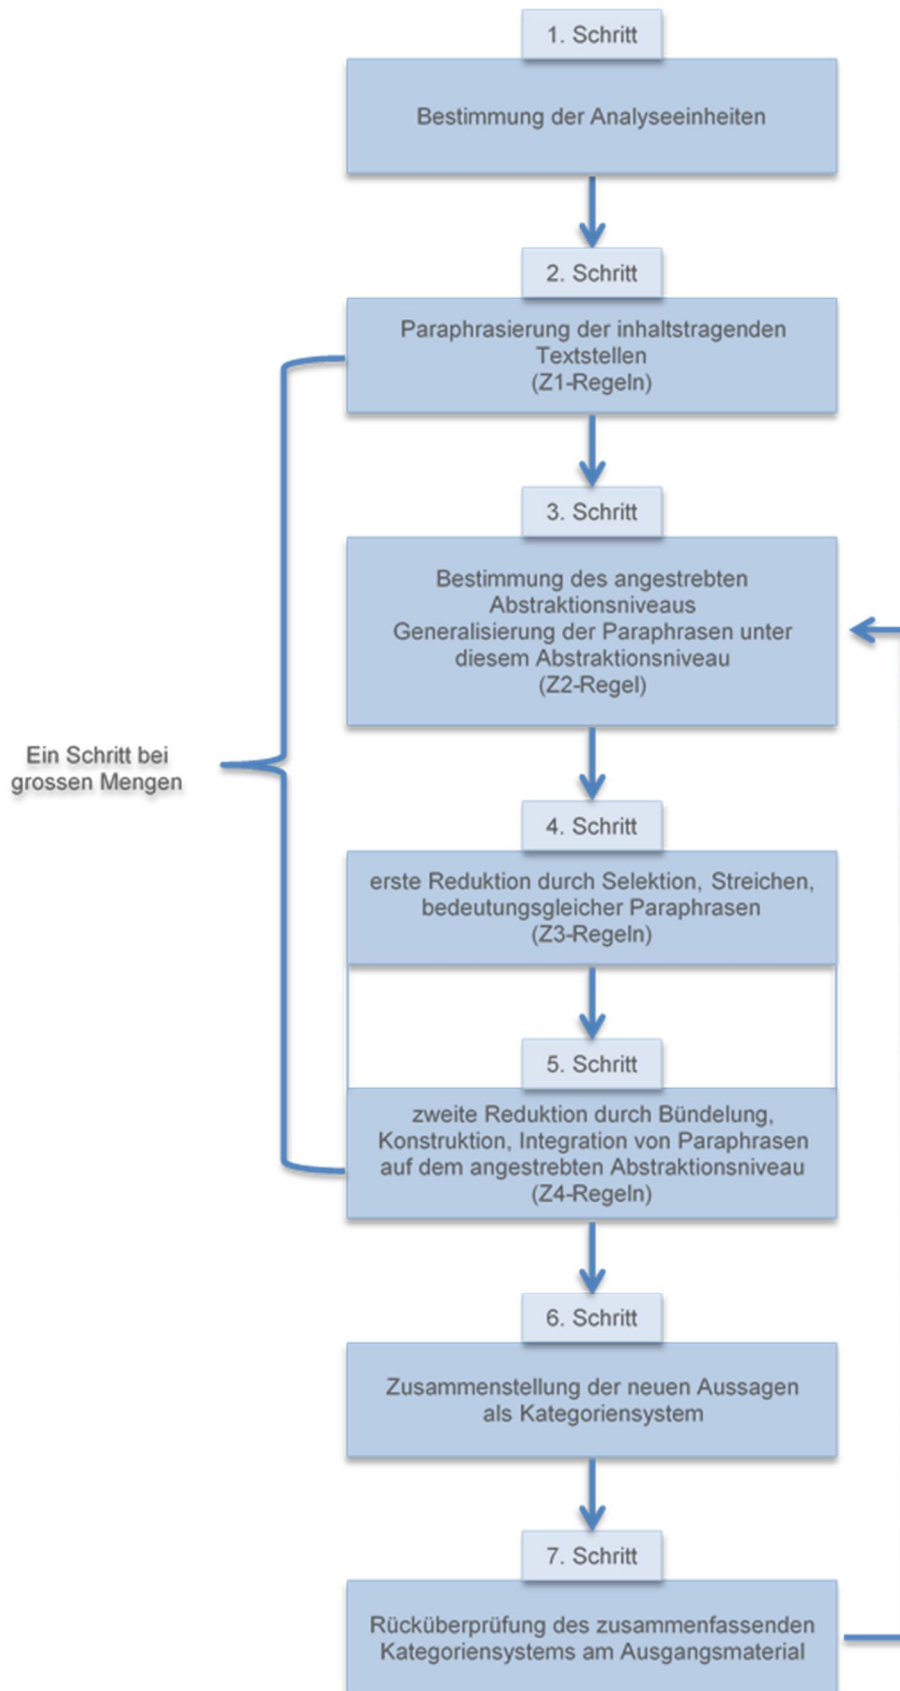 1. Schritt
Bestimmung der Analyseeinheiten
2. Schritt
Paraphrasierung der inhaltstragenden
Textstellen
(Z1-Regeln)
3. Schritt
Bestimmung des angestrebten
Abstraktionsniveaus
Generalisierung der Paraphrasen unter
diesem Abstraktionsniveau
(Z2-Regel)
Ein Schritt bei
grossen Mengen
4. Schritt
erste Reduktion durch Selektion, Streichen,
bedeutungsgleicher Paraphrasen
(Z3-Regeln)
5. Schritt
zweite Reduktion durch Bündelung,
Konstruktion, Integration von Paraphrasen
auf dem angestrebten Abstraktionsniveau
(Z4-Regeln)
6. Schritt
Zusammenstellung der neuen Aussagen
als Kategoriensystem
7. Schritt
Rücküberprüfung des zusammenfassenden
Kategoriensystems am Ausgangsmaterial